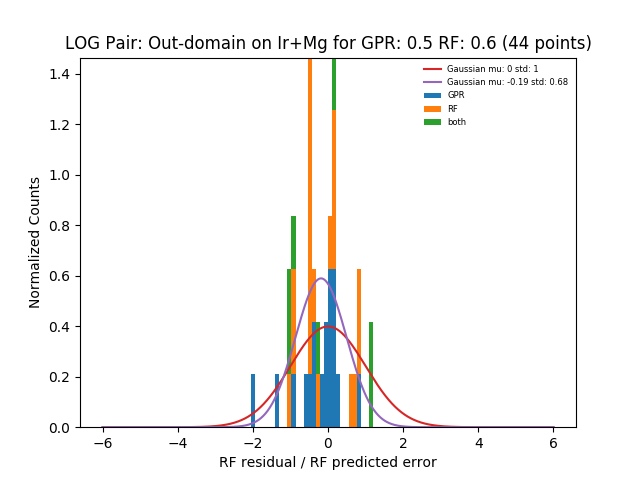 LOG Pair: Out-domain on Ir+Mg for GPR: 0.5 RF: 0.6 (44 points)
Gaussian mu: 0 std: 1
Gaussian mu: -0.19 std: 0.68
GPR
RF
both
1.4
1.2
1.0
0.8
0.6
0.4
0.2
0.0
Normalized Counts
−6 −4 −2 0 2 4 6
RF residual / RF predicted error